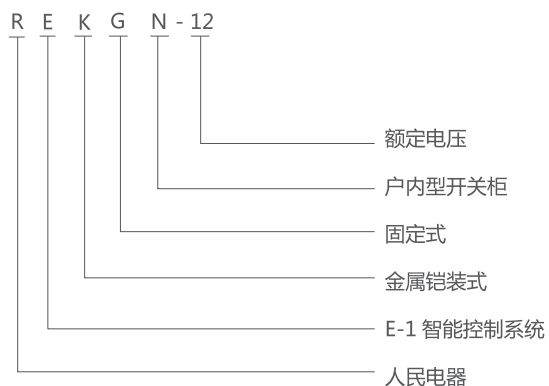 R E K G N - 12
额定电压
户内型开关柜
固定式
金属铠装式
E-1 智能控制系统
人民电器